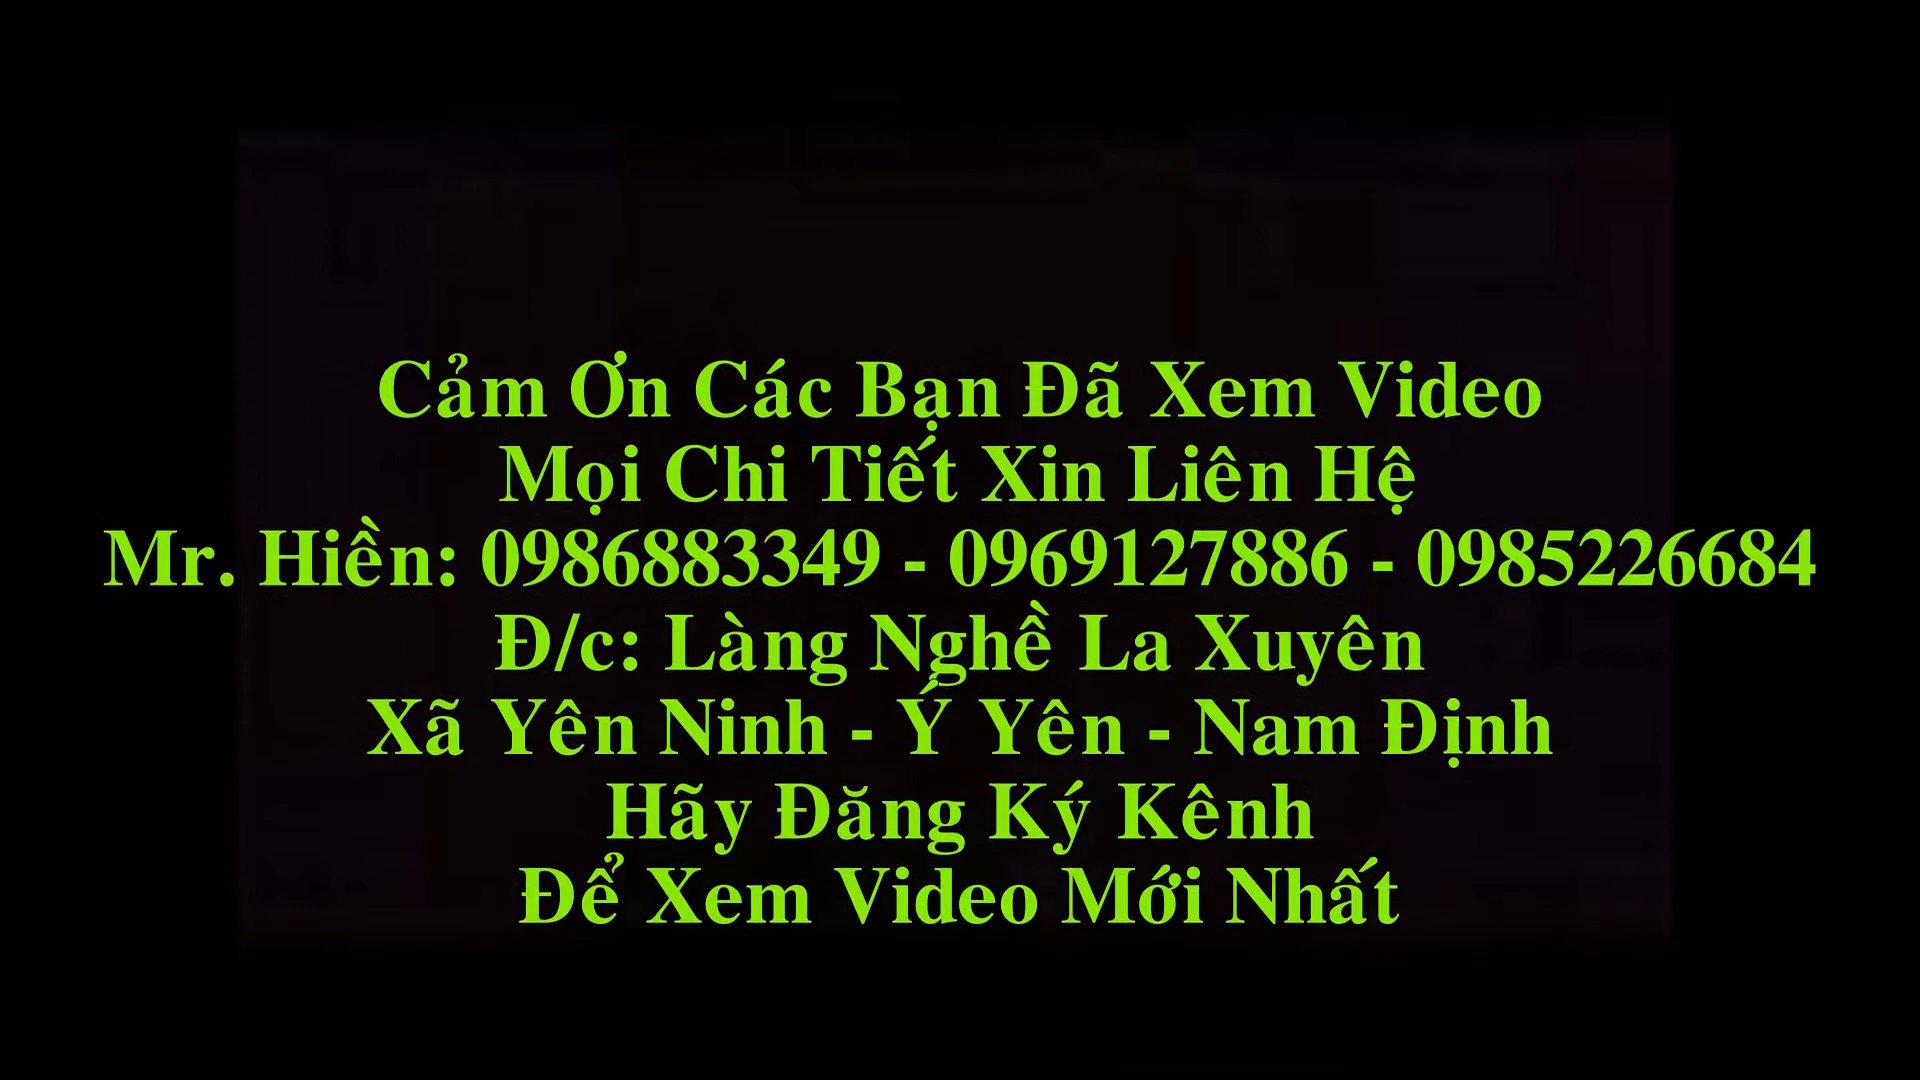 Cảm Ơn Các Bạn Đã Xem Video
Mọi Chi Tiết Xin Liên Hệ
Mr. Hiền: 0986883349 - 0969127886 - 0985226684
Đ/c: Làng Nghề La Xuyên
Xã Yên Ninh - Ý Yên - Nam Định
Hãy Đăng Ký Kênh
Để Xem Video Mới Nhất